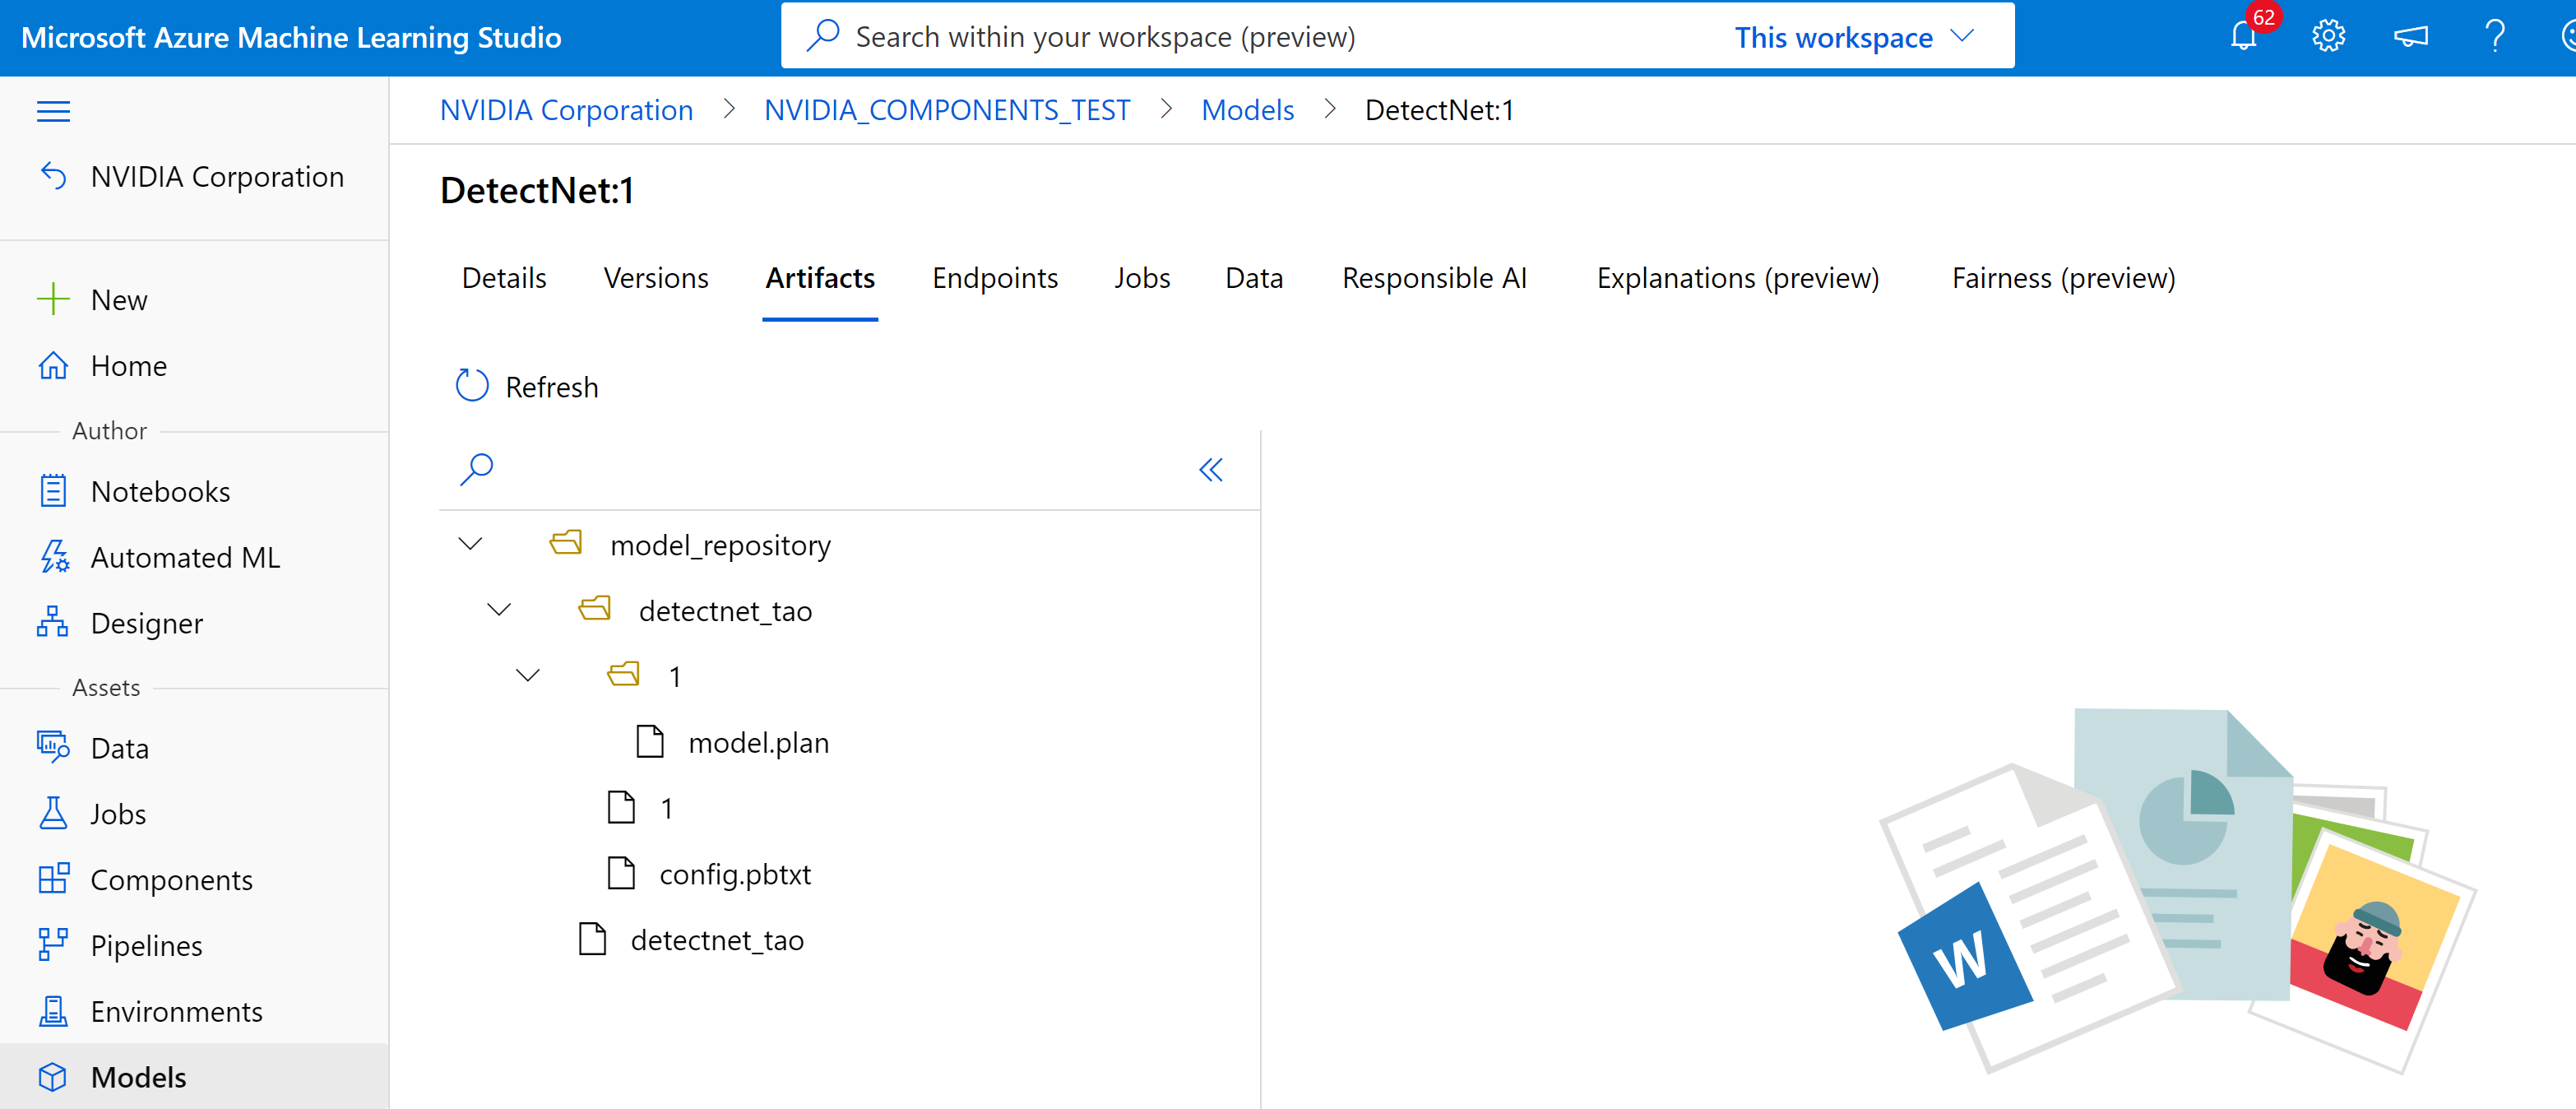 Microsoft Azure Machine Learning Studio
Search within your workspace (preview)
This workspace
62
NVIDIA Corporation
NVIDIA_COMPONENTS_TEST
Models
DetectNet:1
NVIDIA Corporation
New
Home
Author
Notebooks
Automated ML
Designer
Assets
Data
Jobs
Components
Pipelines
Environments
Models
DetectNet:1
Details
Versions
Artifacts
Endpoints
Jobs
Data
Responsible AI
Explanations (preview)
Fairness (preview)
Refresh
model_repository
detectnet_tao
1
model.plan
1
config.pbtxt
detectnet_tao
W